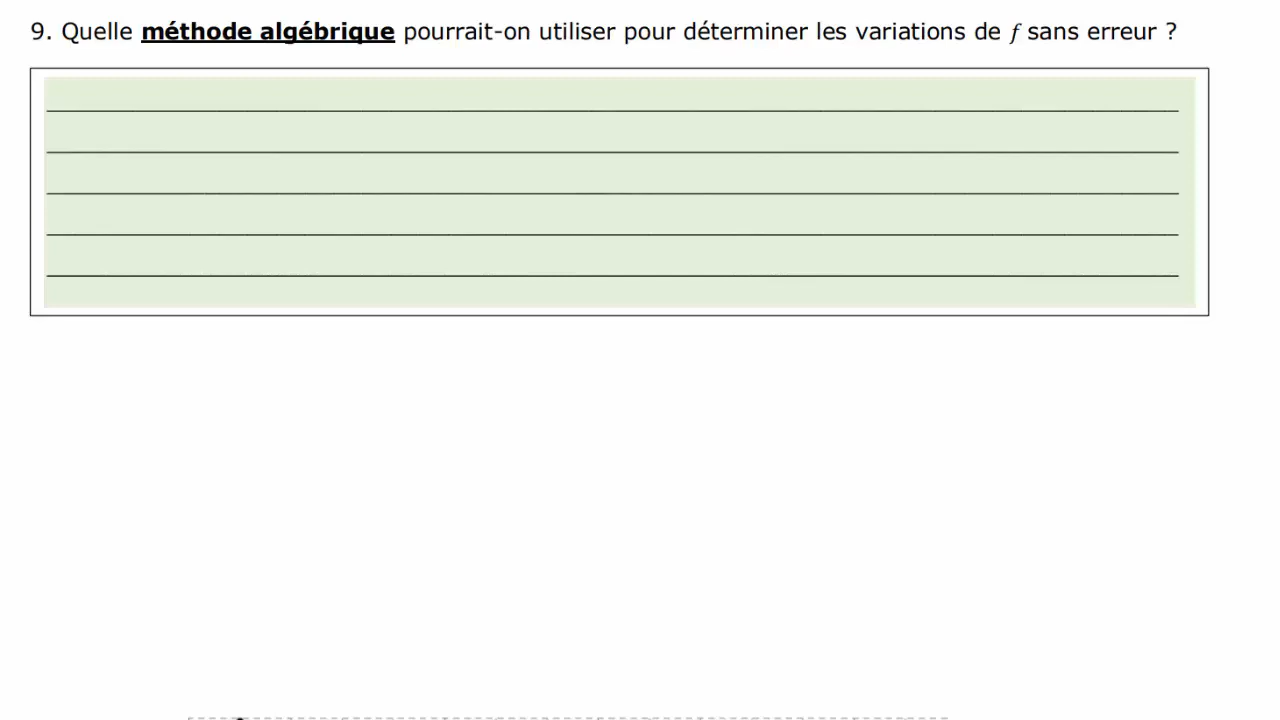 9. Quelle méthode algébrique pourrait-on utiliser pour déterminer les variations de f sans erreur ?